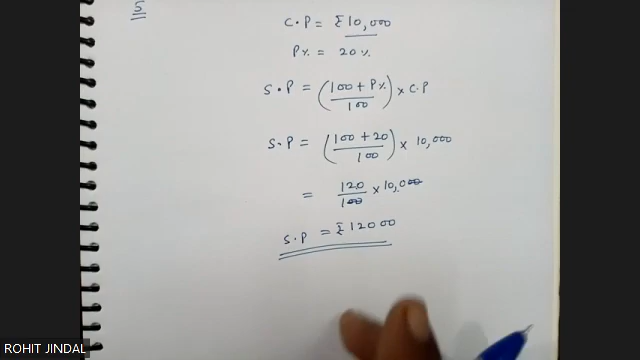 5
C.P = ₹10,000
P% = 20%
S.P = (100 + P% / 100) × C.P
S.P = (100 + 20 / 100) × 10,000
= 120/100 × 10,000
S.P = ₹12000
ROHIT JINDAL